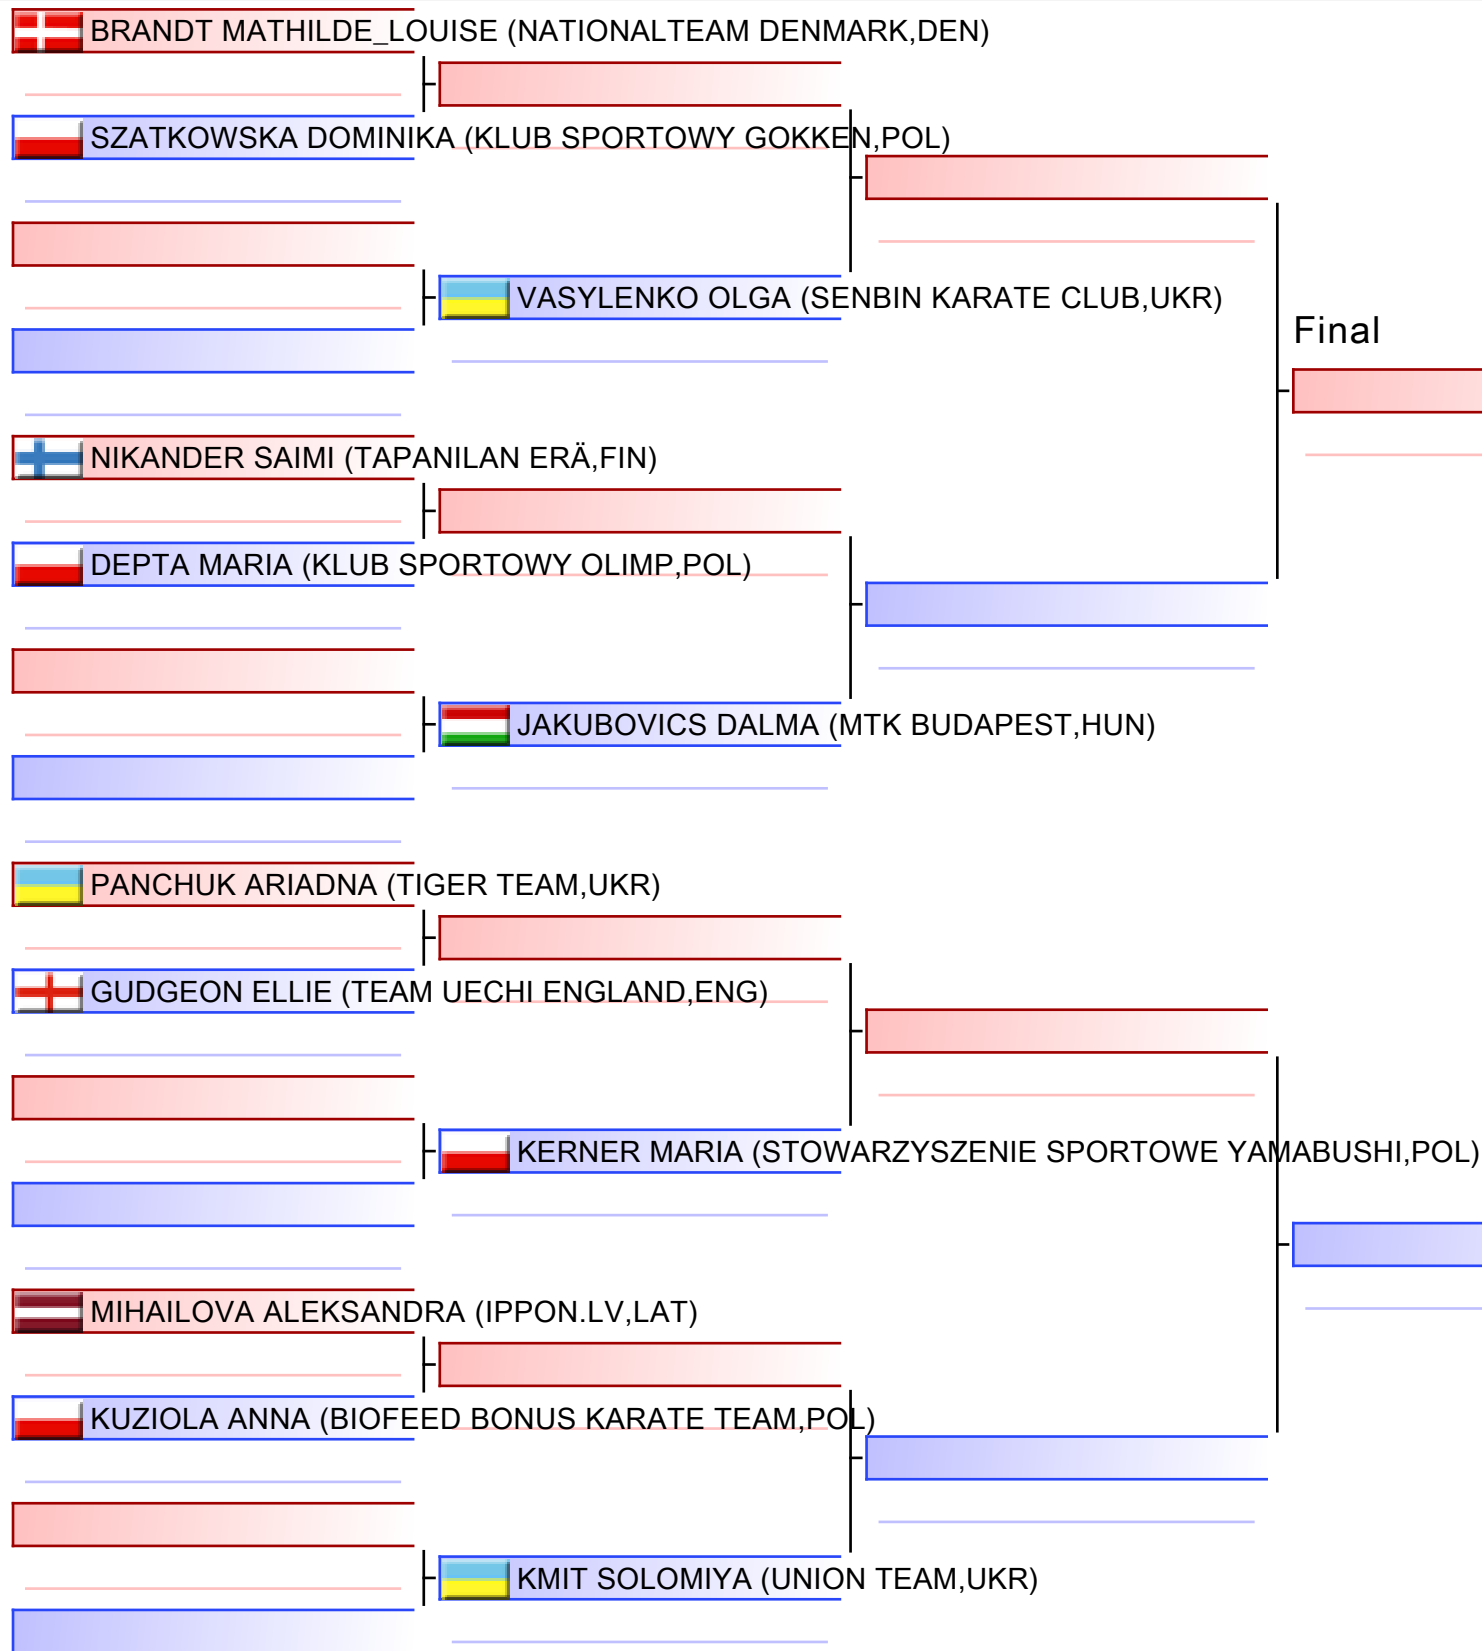 BRANDT MATHILDE_LOUISE (NATIONALTEAM DENMARK,DEN)
SZATKOWSKA DOMINIKA (KLUB SPORTOWY GOKKEN,POL)
VASYLENKO OLGA (SENBIN KARATE CLUB,UKR)
Final
NIKANDER SAIMI (TAPANILAN ERÄ,FIN)
DEPTA MARIA (KLUB SPORTOWY OLIMP,POL)
JAKUBOVICS DALMA (MTK BUDAPEST,HUN)
PANCHUK ARIADNA (TIGER TEAM,UKR)
GUDGEON ELLIE (TEAM UECHI ENGLAND,ENG)
KERNER MARIA (STOWARZYSZENIE SPORTOWE YAMABUSHI,POL)
MIHAILOVA ALEKSANDRA (IPPON.LV,LAT)
KUZIOLA ANNA (BIOFEED BONUS KARATE TEAM,POL)
KMIT SOLOMIYA (UNION TEAM,UKR)